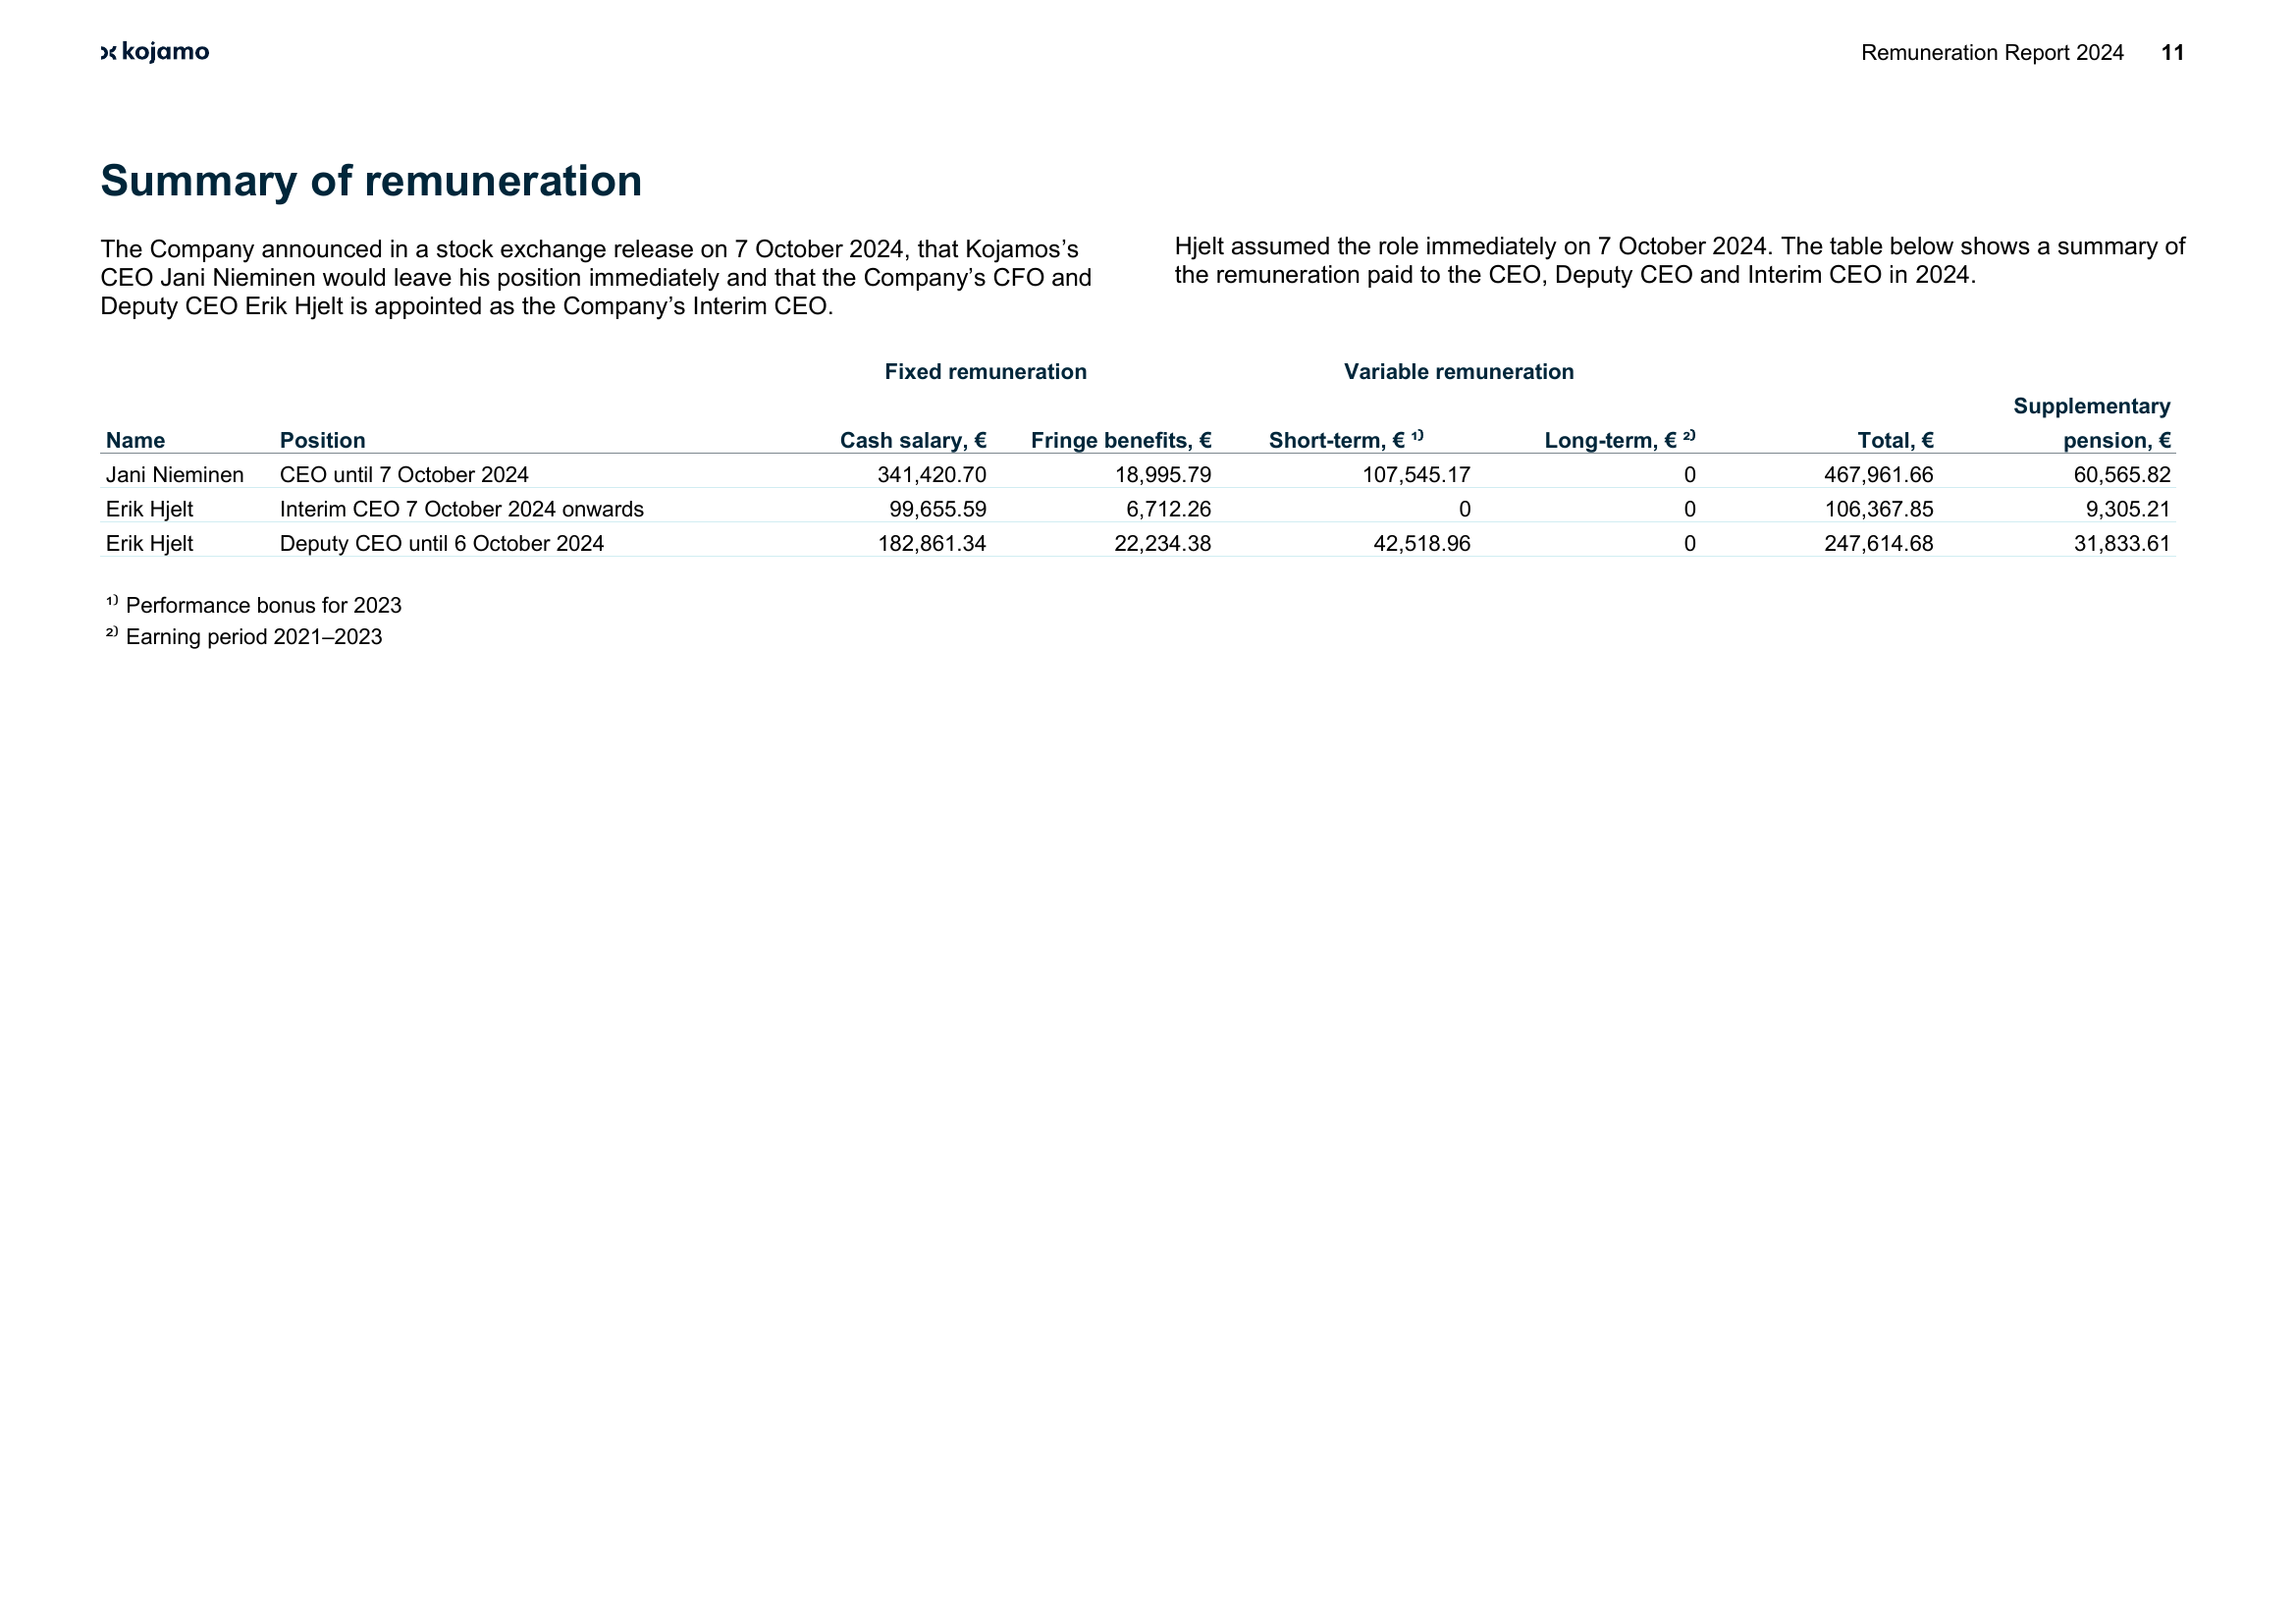 kojamo
Remuneration Report 2024 11
Summary of remuneration
The Company announced in a stock exchange release on 7 October 2024, that Kojamos’s
CEO Jani Nieminen would leave his position immediately and that the Company’s CFO and
Deputy CEO Erik Hjelt is appointed as the Company’s Interim CEO.
Hjelt assumed the role immediately on 7 October 2024. The table below shows a summary of
the remuneration paid to the CEO, Deputy CEO and Interim CEO in 2024.
Fixed remuneration Variable remuneration
Supplementary
Name Position Cash salary, € Fringe benefits, € Short-term, € ¹⁾ Long-term, € ²⁾ Total, € pension, €
Jani Nieminen CEO until 7 October 2024 341,420.70 18,995.79 107,545.17 0 467,961.66 60,565.82
Erik Hjelt Interim CEO 7 October 2024 onwards 99,655.59 6,712.26 0 0 106,367.85 9,305.21
Erik Hjelt Deputy CEO until 6 October 2024 182,861.34 22,234.38 42,518.96 0 247,614.68 31,833.61
¹⁾ Performance bonus for 2023
²⁾ Earning period 2021–2023